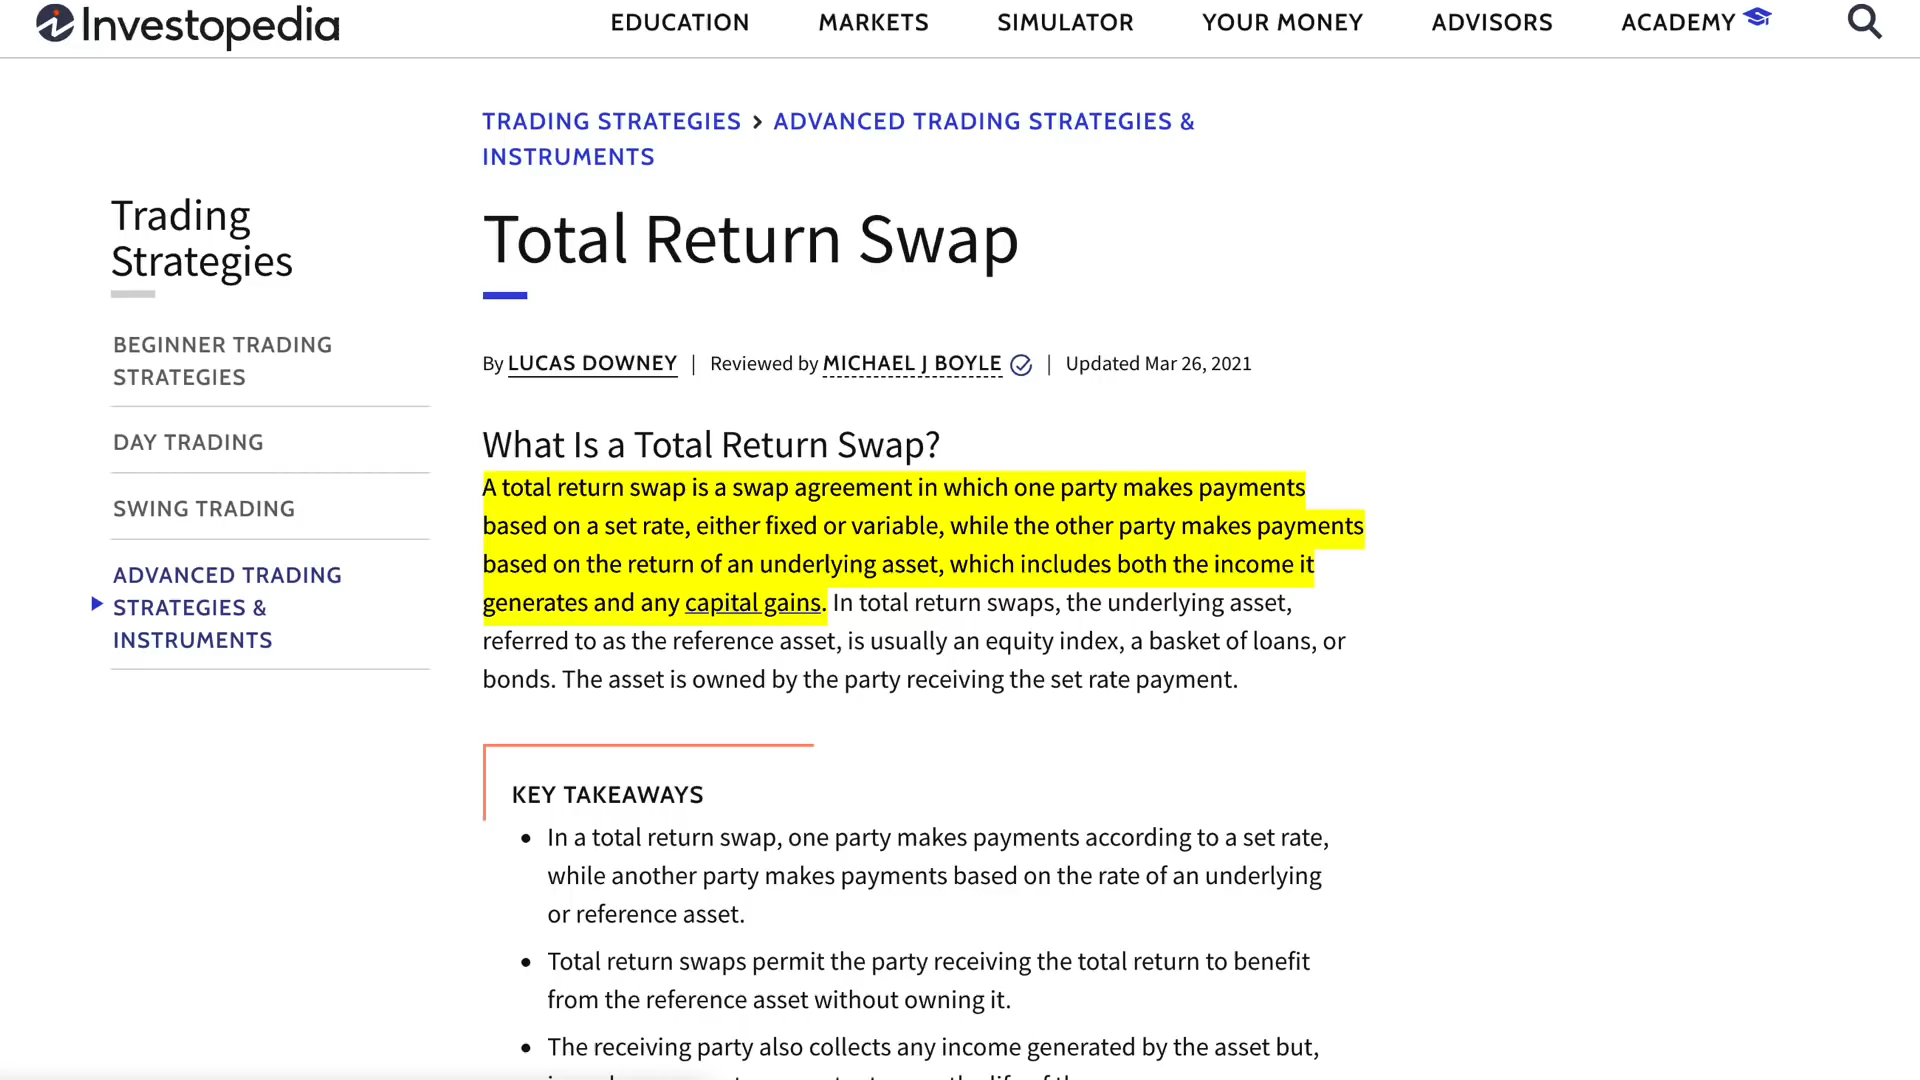 Investopedia
EDUCATION MARKETS SIMULATOR YOUR MONEY ADVISORS ACADEMY
TRADING STRATEGIES > ADVANCED TRADING STRATEGIES &
INSTRUMENTS
Trading
Strategies
BEGINNER TRADING
STRATEGIES
DAY TRADING
SWING TRADING
ADVANCED TRADING
STRATEGIES &
INSTRUMENTS
Total Return Swap
By LUCAS DOWNEY | Reviewed by MICHAEL J BOYLE | Updated Mar 26, 2021
What Is a Total Return Swap?
A total return swap is a swap agreement in which one party makes payments
based on a set rate, either fixed or variable, while the other party makes payments
based on the return of an underlying asset, which includes both the income it
generates and any capital gains. In total return swaps, the underlying asset,
referred to as the reference asset, is usually an equity index, a basket of loans, or
bonds. The asset is owned by the party receiving the set rate payment.
KEY TAKEAWAYS
• In a total return swap, one party makes payments according to a set rate,
while another party makes payments based on the rate of an underlying
or reference asset.
• Total return swaps permit the party receiving the total return to benefit
from the reference asset without owning it.
• The receiving party also collects any income generated by the asset but,